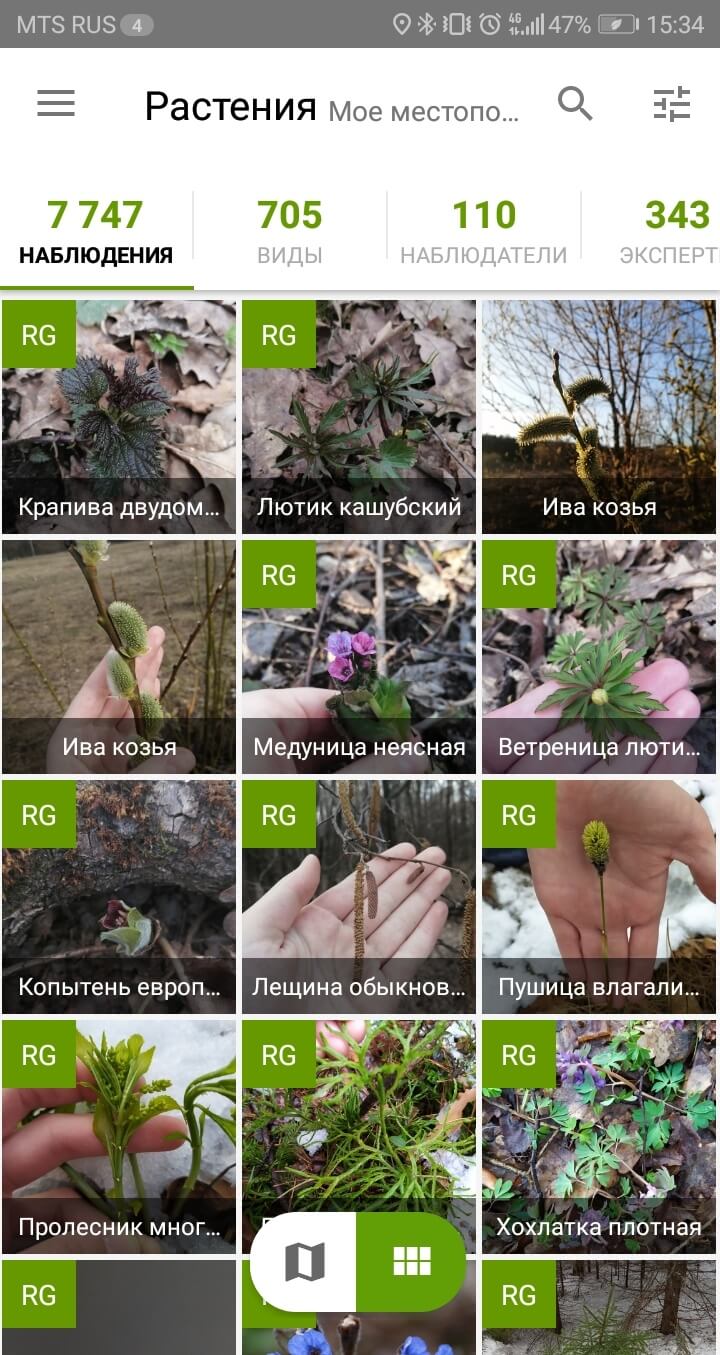 MTS RUS 4 4G 47% 15:34
Растения Мое местопо...
7 747 705 110 343
НАБЛЮДЕНИЯ ВИДЫ НАБЛЮДАТЕЛИ ЭКСПЕРТ
RG RG
Крапива двудом... Лютик кашубский Ива козья
RG RG
Ива козья Медуница неясная Ветреница люти...
RG RG RG
Копытень европ... Лещина обыкнов... Пушица влагали...
RG RG RG
Пролесник мног... Хохлатка плотная
RG RG